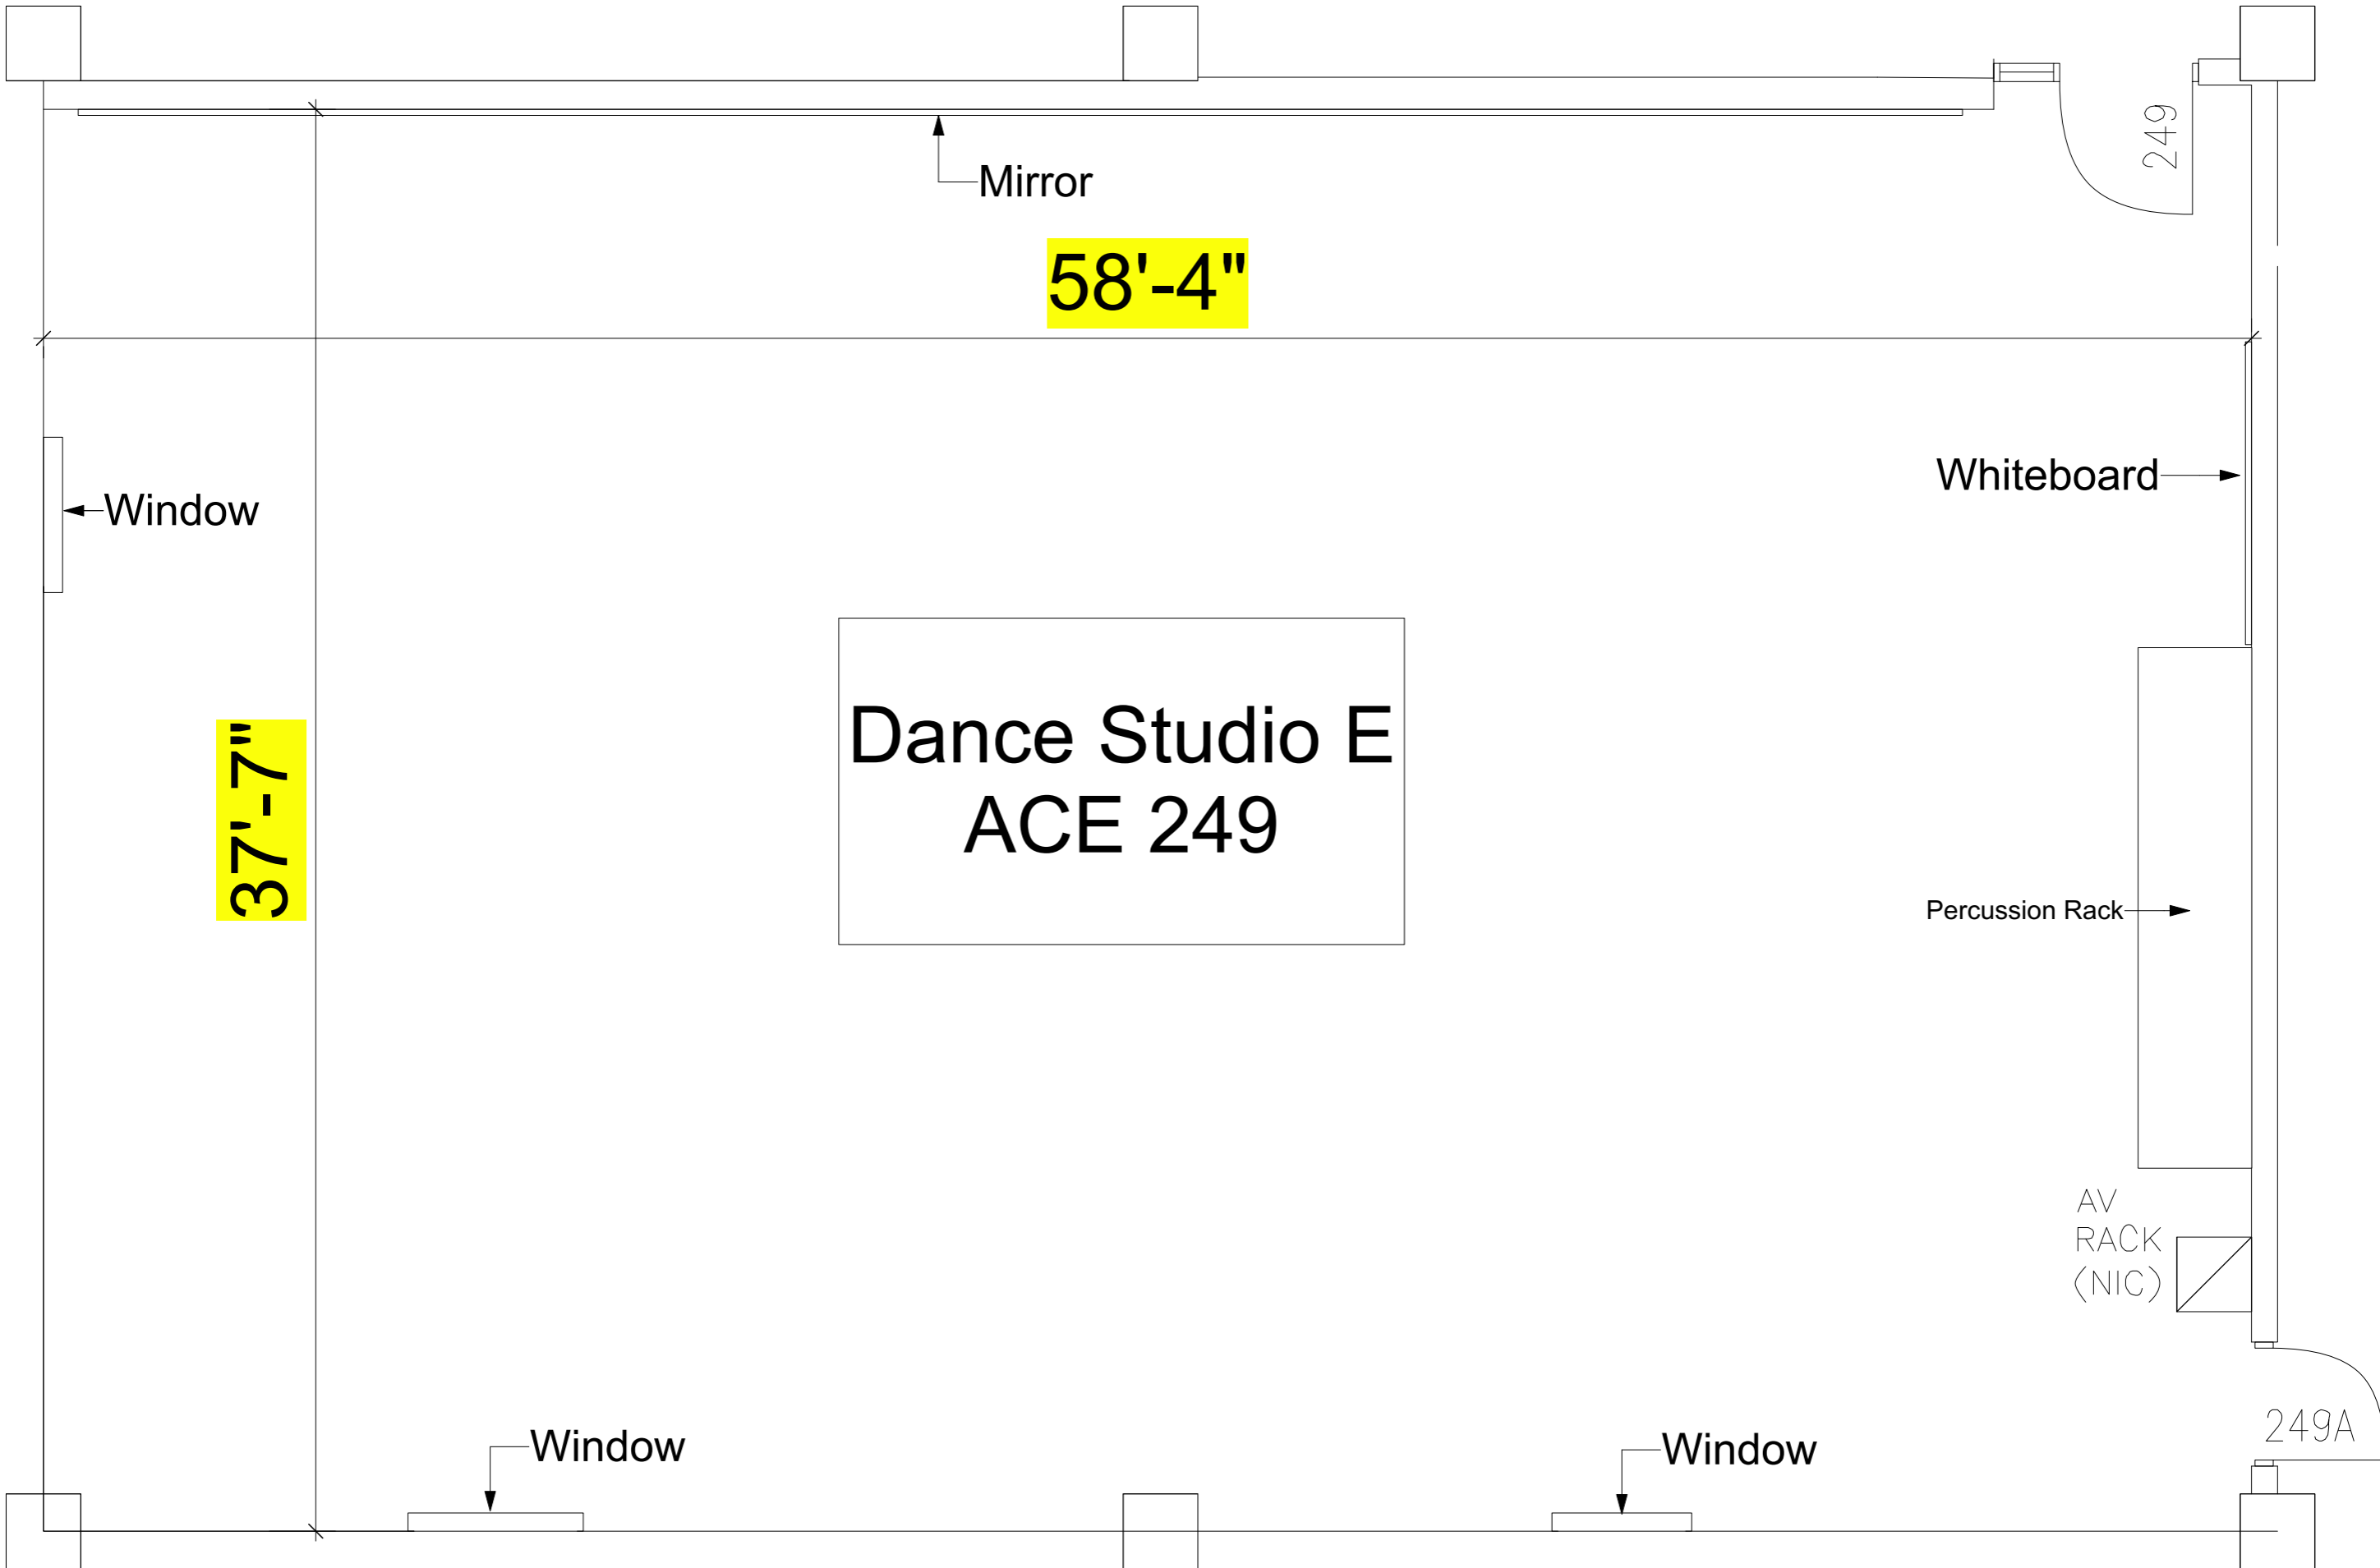 249
Mirror
58'-4"
Whiteboard
Window
Dance Studio E
ACE 249
37'-7"
Percussion Rack
AV
RACK
(NIC)
249A
Window
Window